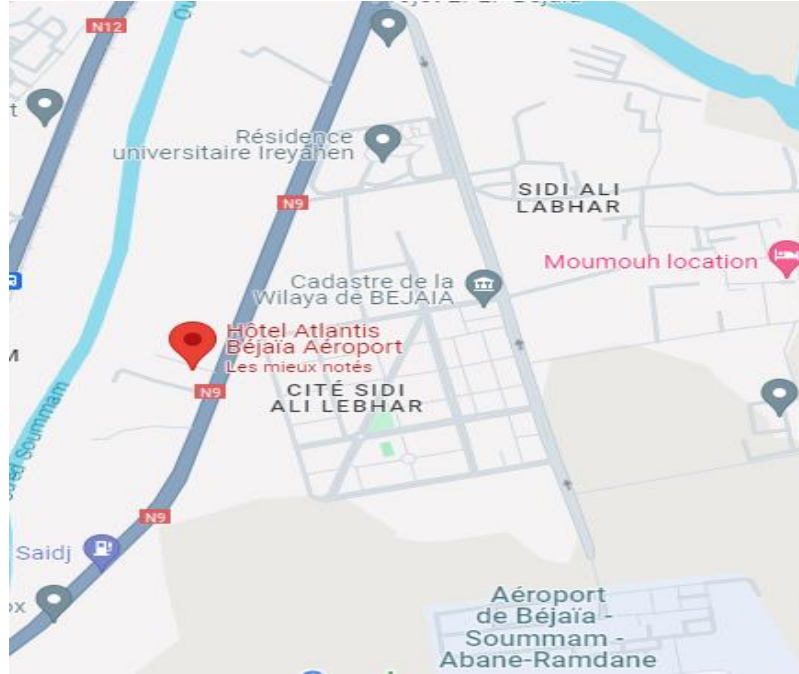 N12
Résidence
universitaire Ireyahen
SIDI ALI
LABHAR
N9
Moumouh location
Cadastre de la
Wilaya de BEJAIA
Hôtel Atlantis
Béjaïa Aéroport
Les mieux notés
N9
CITÉ SIDI
ALI LEBHAR
Soummam
N9
Saidj
Aéroport
de Béjaïa -
Soummam -
Abane-Ramdane